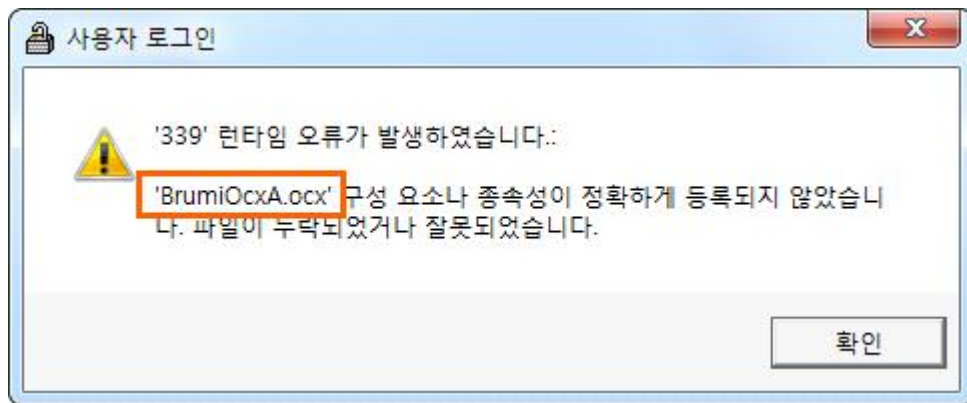 사용자 로그인
'339' 런타임 오류가 발생하였습니다.:
'BrumiOcxA.ocx' 구성 요소나 종속성이 정확하게 등록되지 않았습니
다. 파일이 누락되었거나 잘못되었습니다.
확인